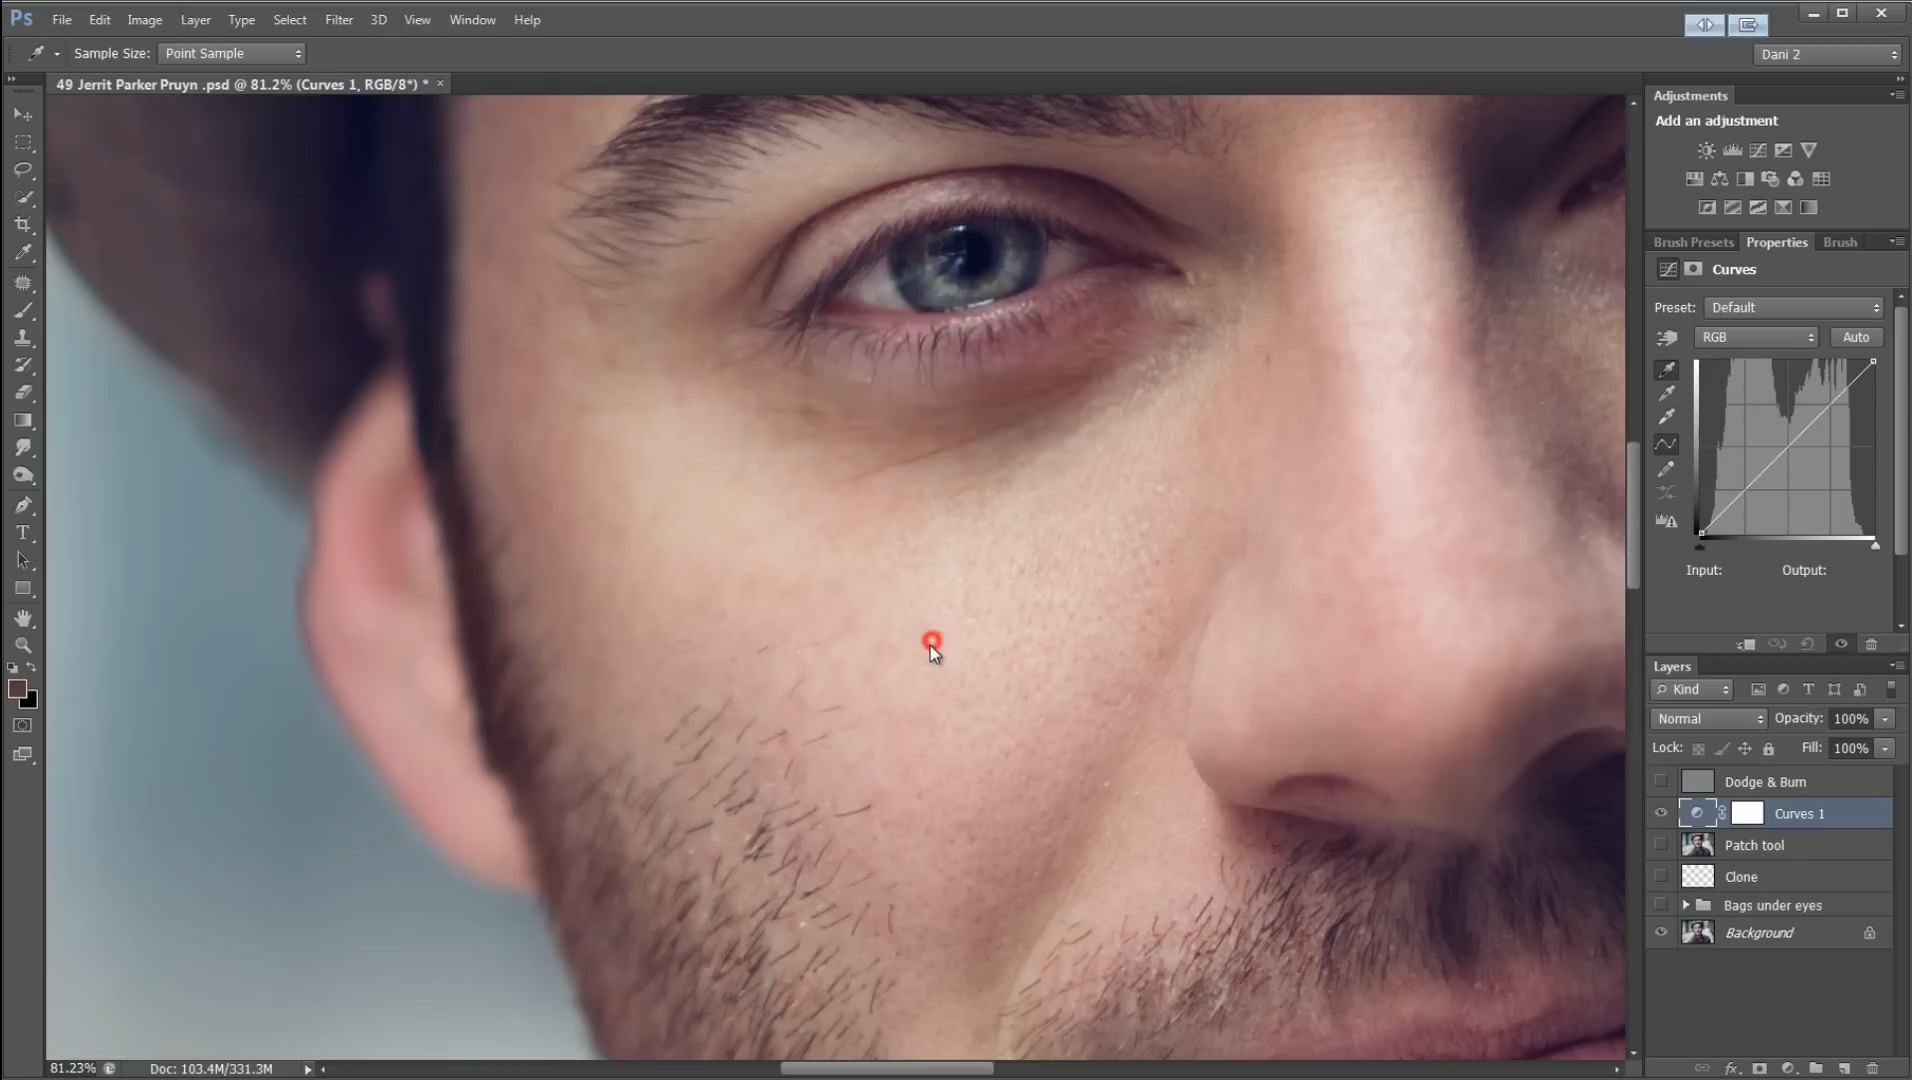 Ps File Edit Image Layer Type Select Filter 3D View Window Help
Sample Size: Point Sample
Dani 2
49 Jerrit Parker Pruyn .psd @ 81.2% (Curves 1, RGB/8*) * ×
Adjustments
Add an adjustment
Brush Presets Properties Brush
Curves
Preset: Default
RGB Auto
Input: Output:
Layers
Kind T
Normal Opacity: 100%
Lock: Fill: 100%
Dodge & Burn
Curves 1
Patch tool
Clone
Bags under eyes
Background
T
81.23% Doc: 103.4M/331.3M
fx